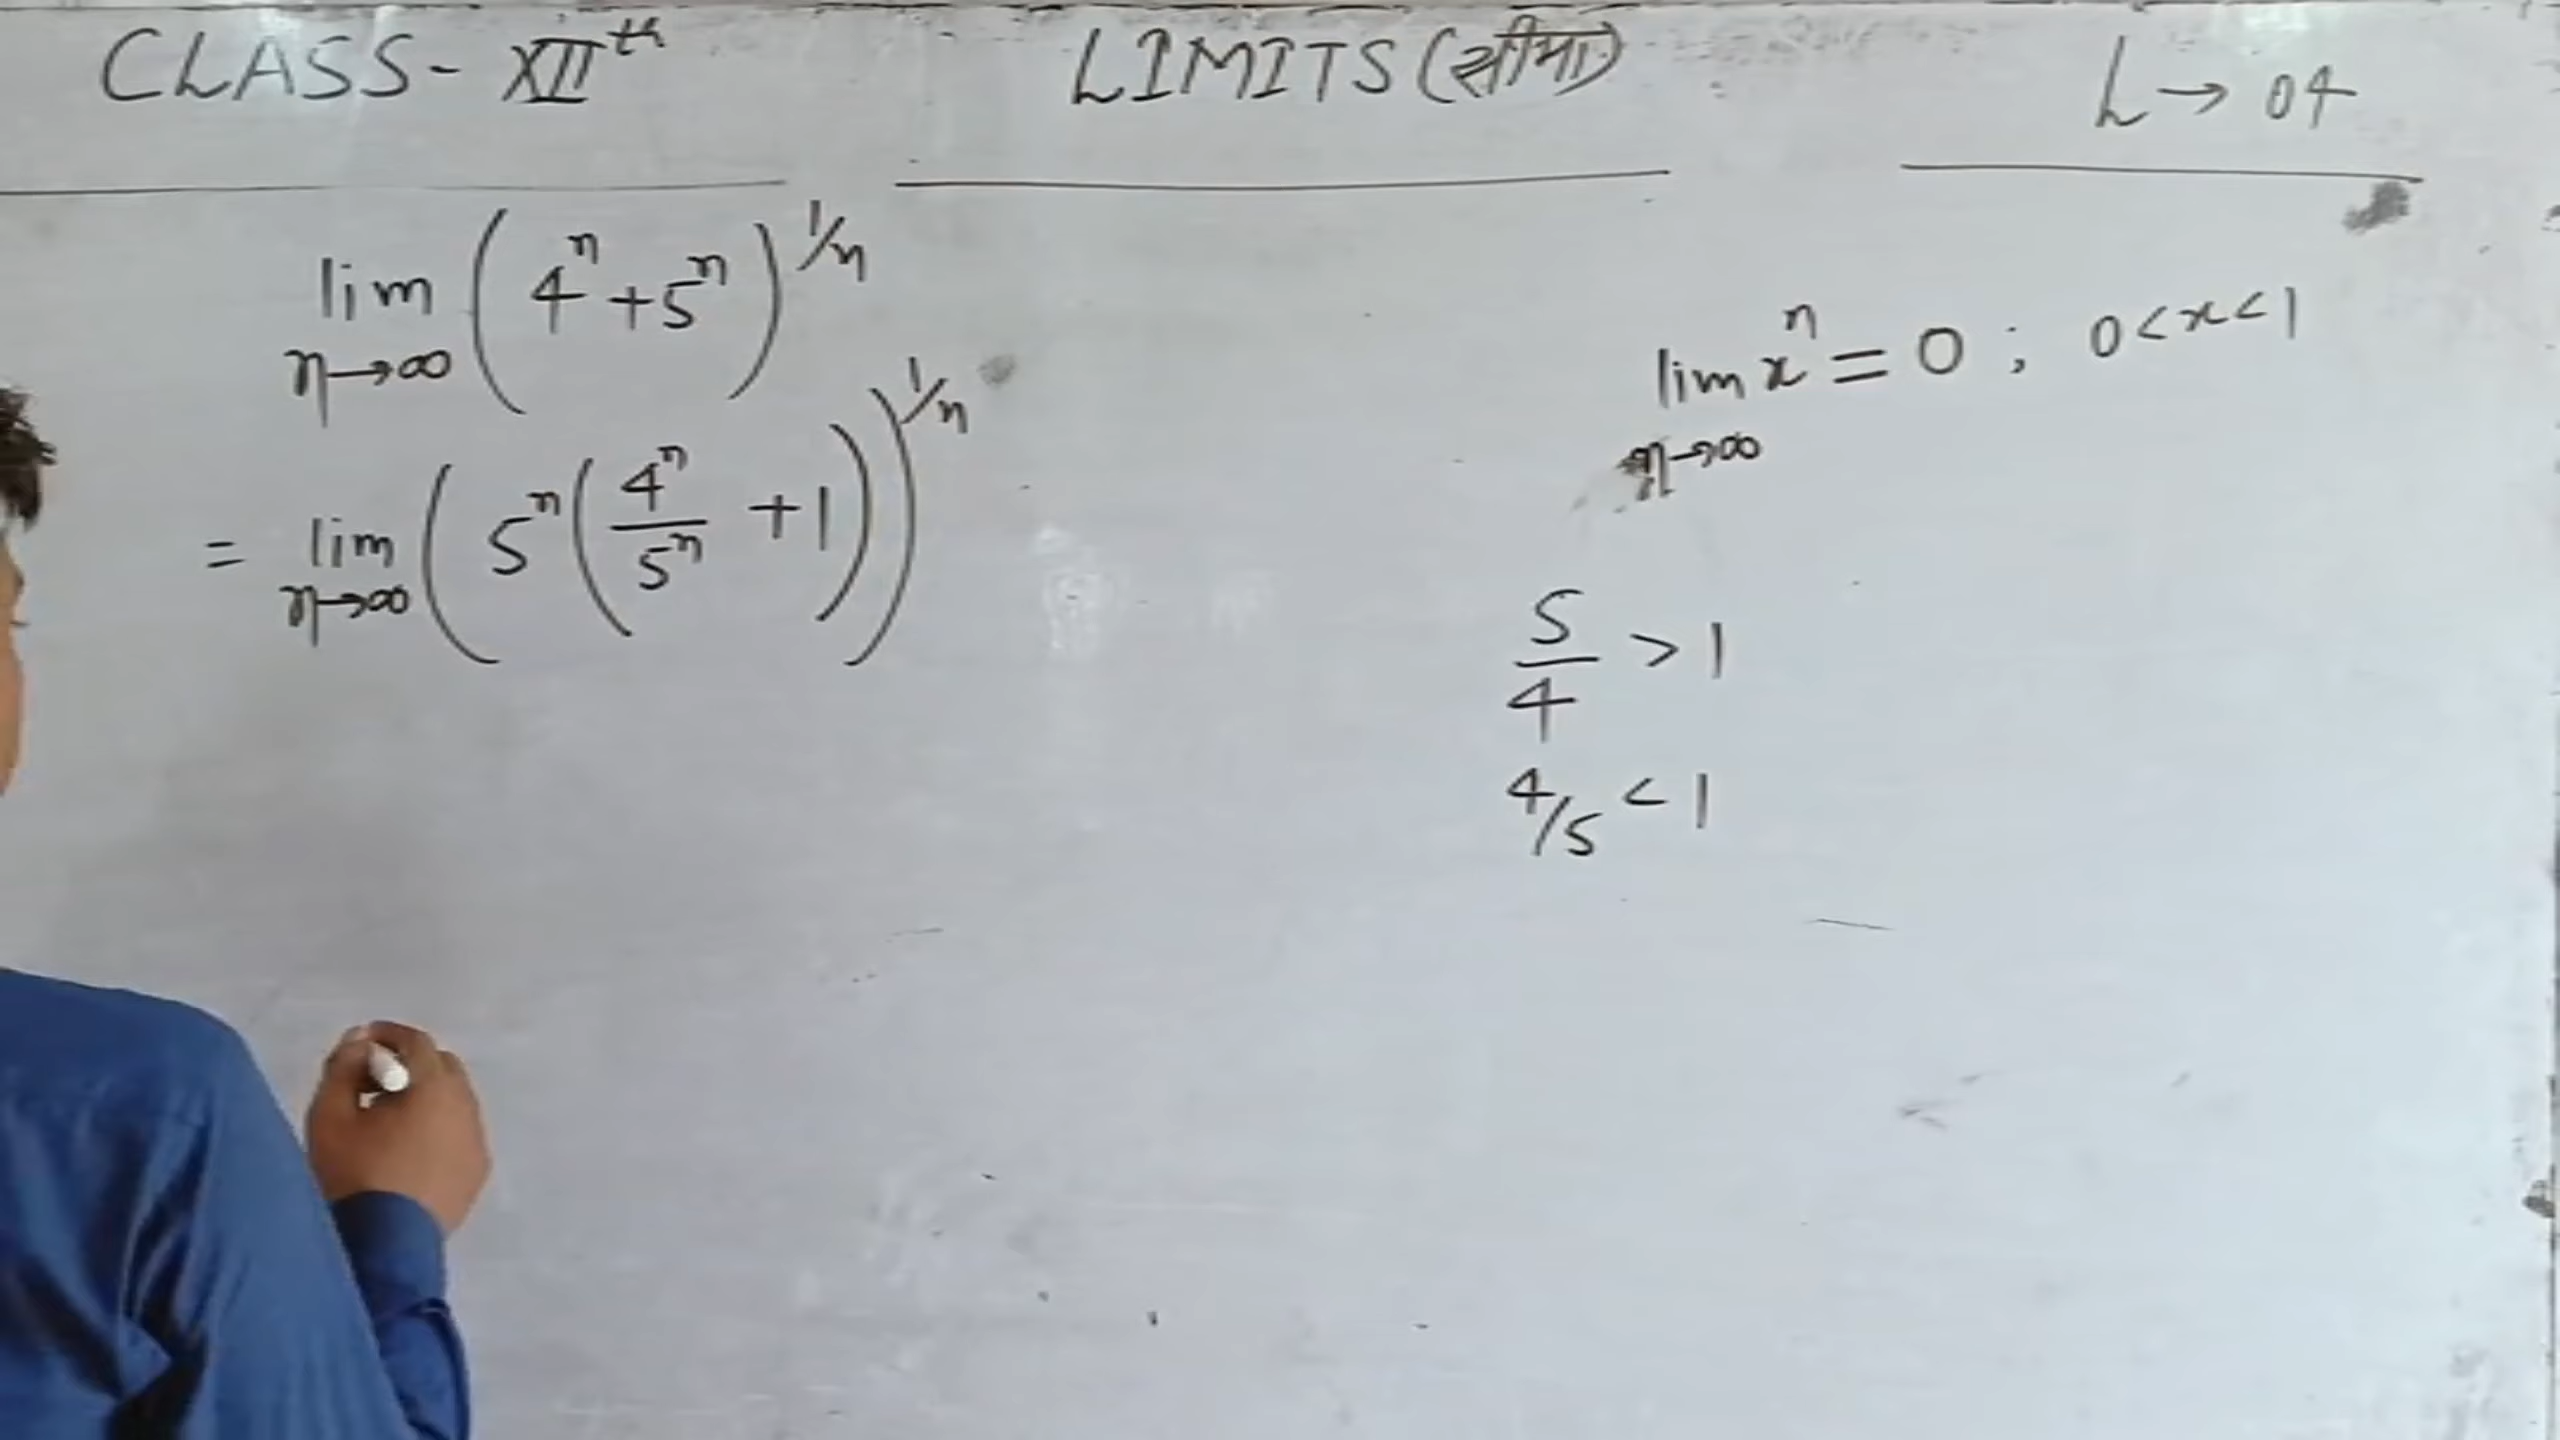 CLASS - XIIth LIMITS (सीमा) L → 04
lim n→∞ (4^n + 5^n)^1/n
= lim n→∞ (5^n (4^n/5^n + 1))^1/n
lim n→∞ x^n = 0 ; 0 < x < 1
5/4 > 1
4/5 < 1